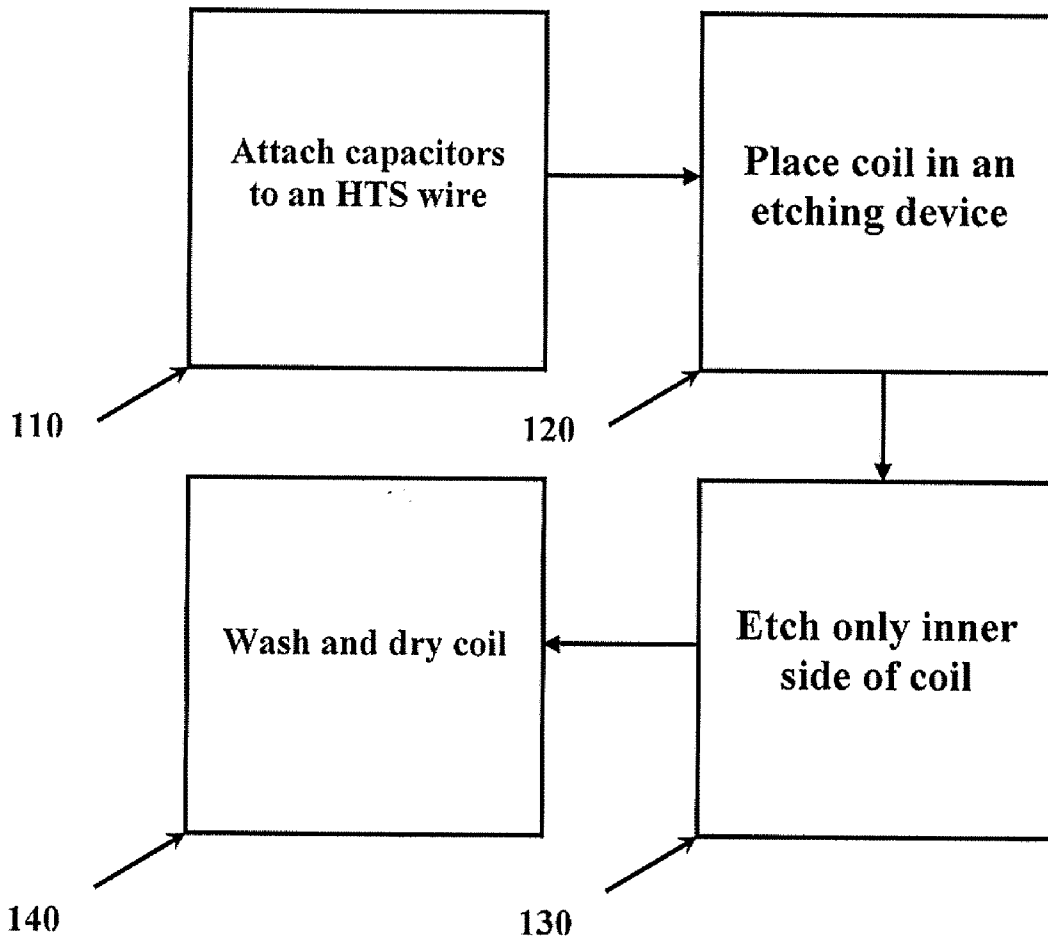 Attach capacitors
to an HTS wire
Place coil in an
etching device
110
120
Wash and dry coil
Etch only inner
side of coil
140
130